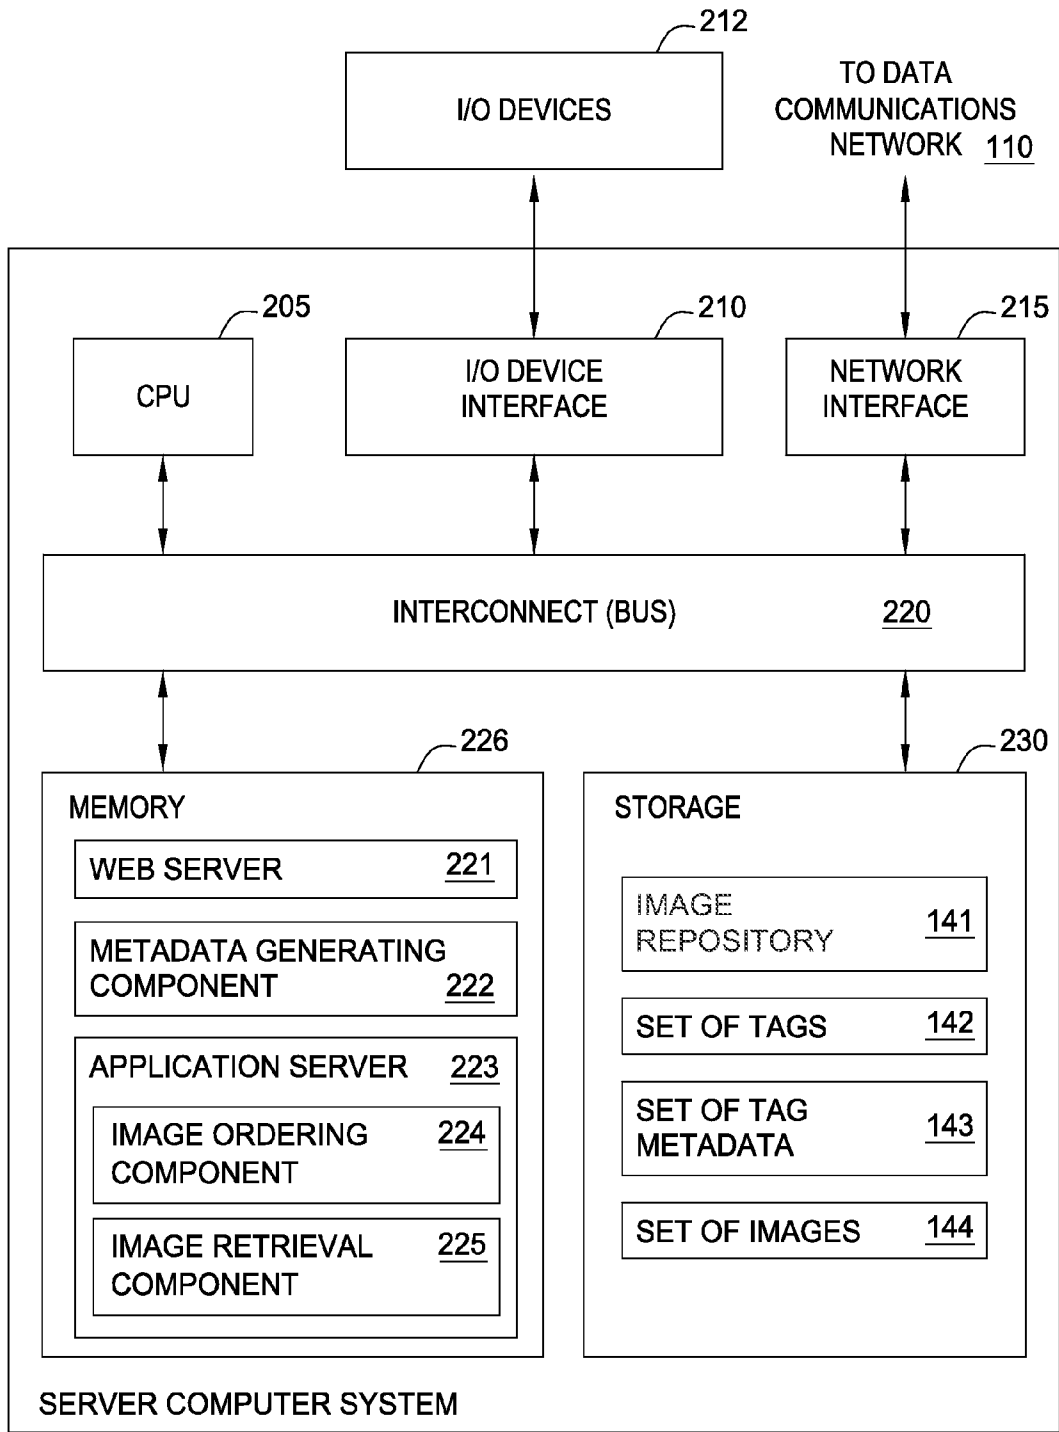 212
I/O DEVICES
TO DATA
COMMUNICATIONS
NETWORK 110
205
210
215
CPU
I/O DEVICE
INTERFACE
NETWORK
INTERFACE
INTERCONNECT (BUS) 220
226
230
MEMORY
WEB SERVER 221
METADATA GENERATING
COMPONENT 222
APPLICATION SERVER 223
IMAGE ORDERING
COMPONENT 224
IMAGE RETRIEVAL
COMPONENT 225
STORAGE
IMAGE
REPOSITORY 141
SET OF TAGS 142
SET OF TAG
METADATA 143
SET OF IMAGES 144
SERVER COMPUTER SYSTEM